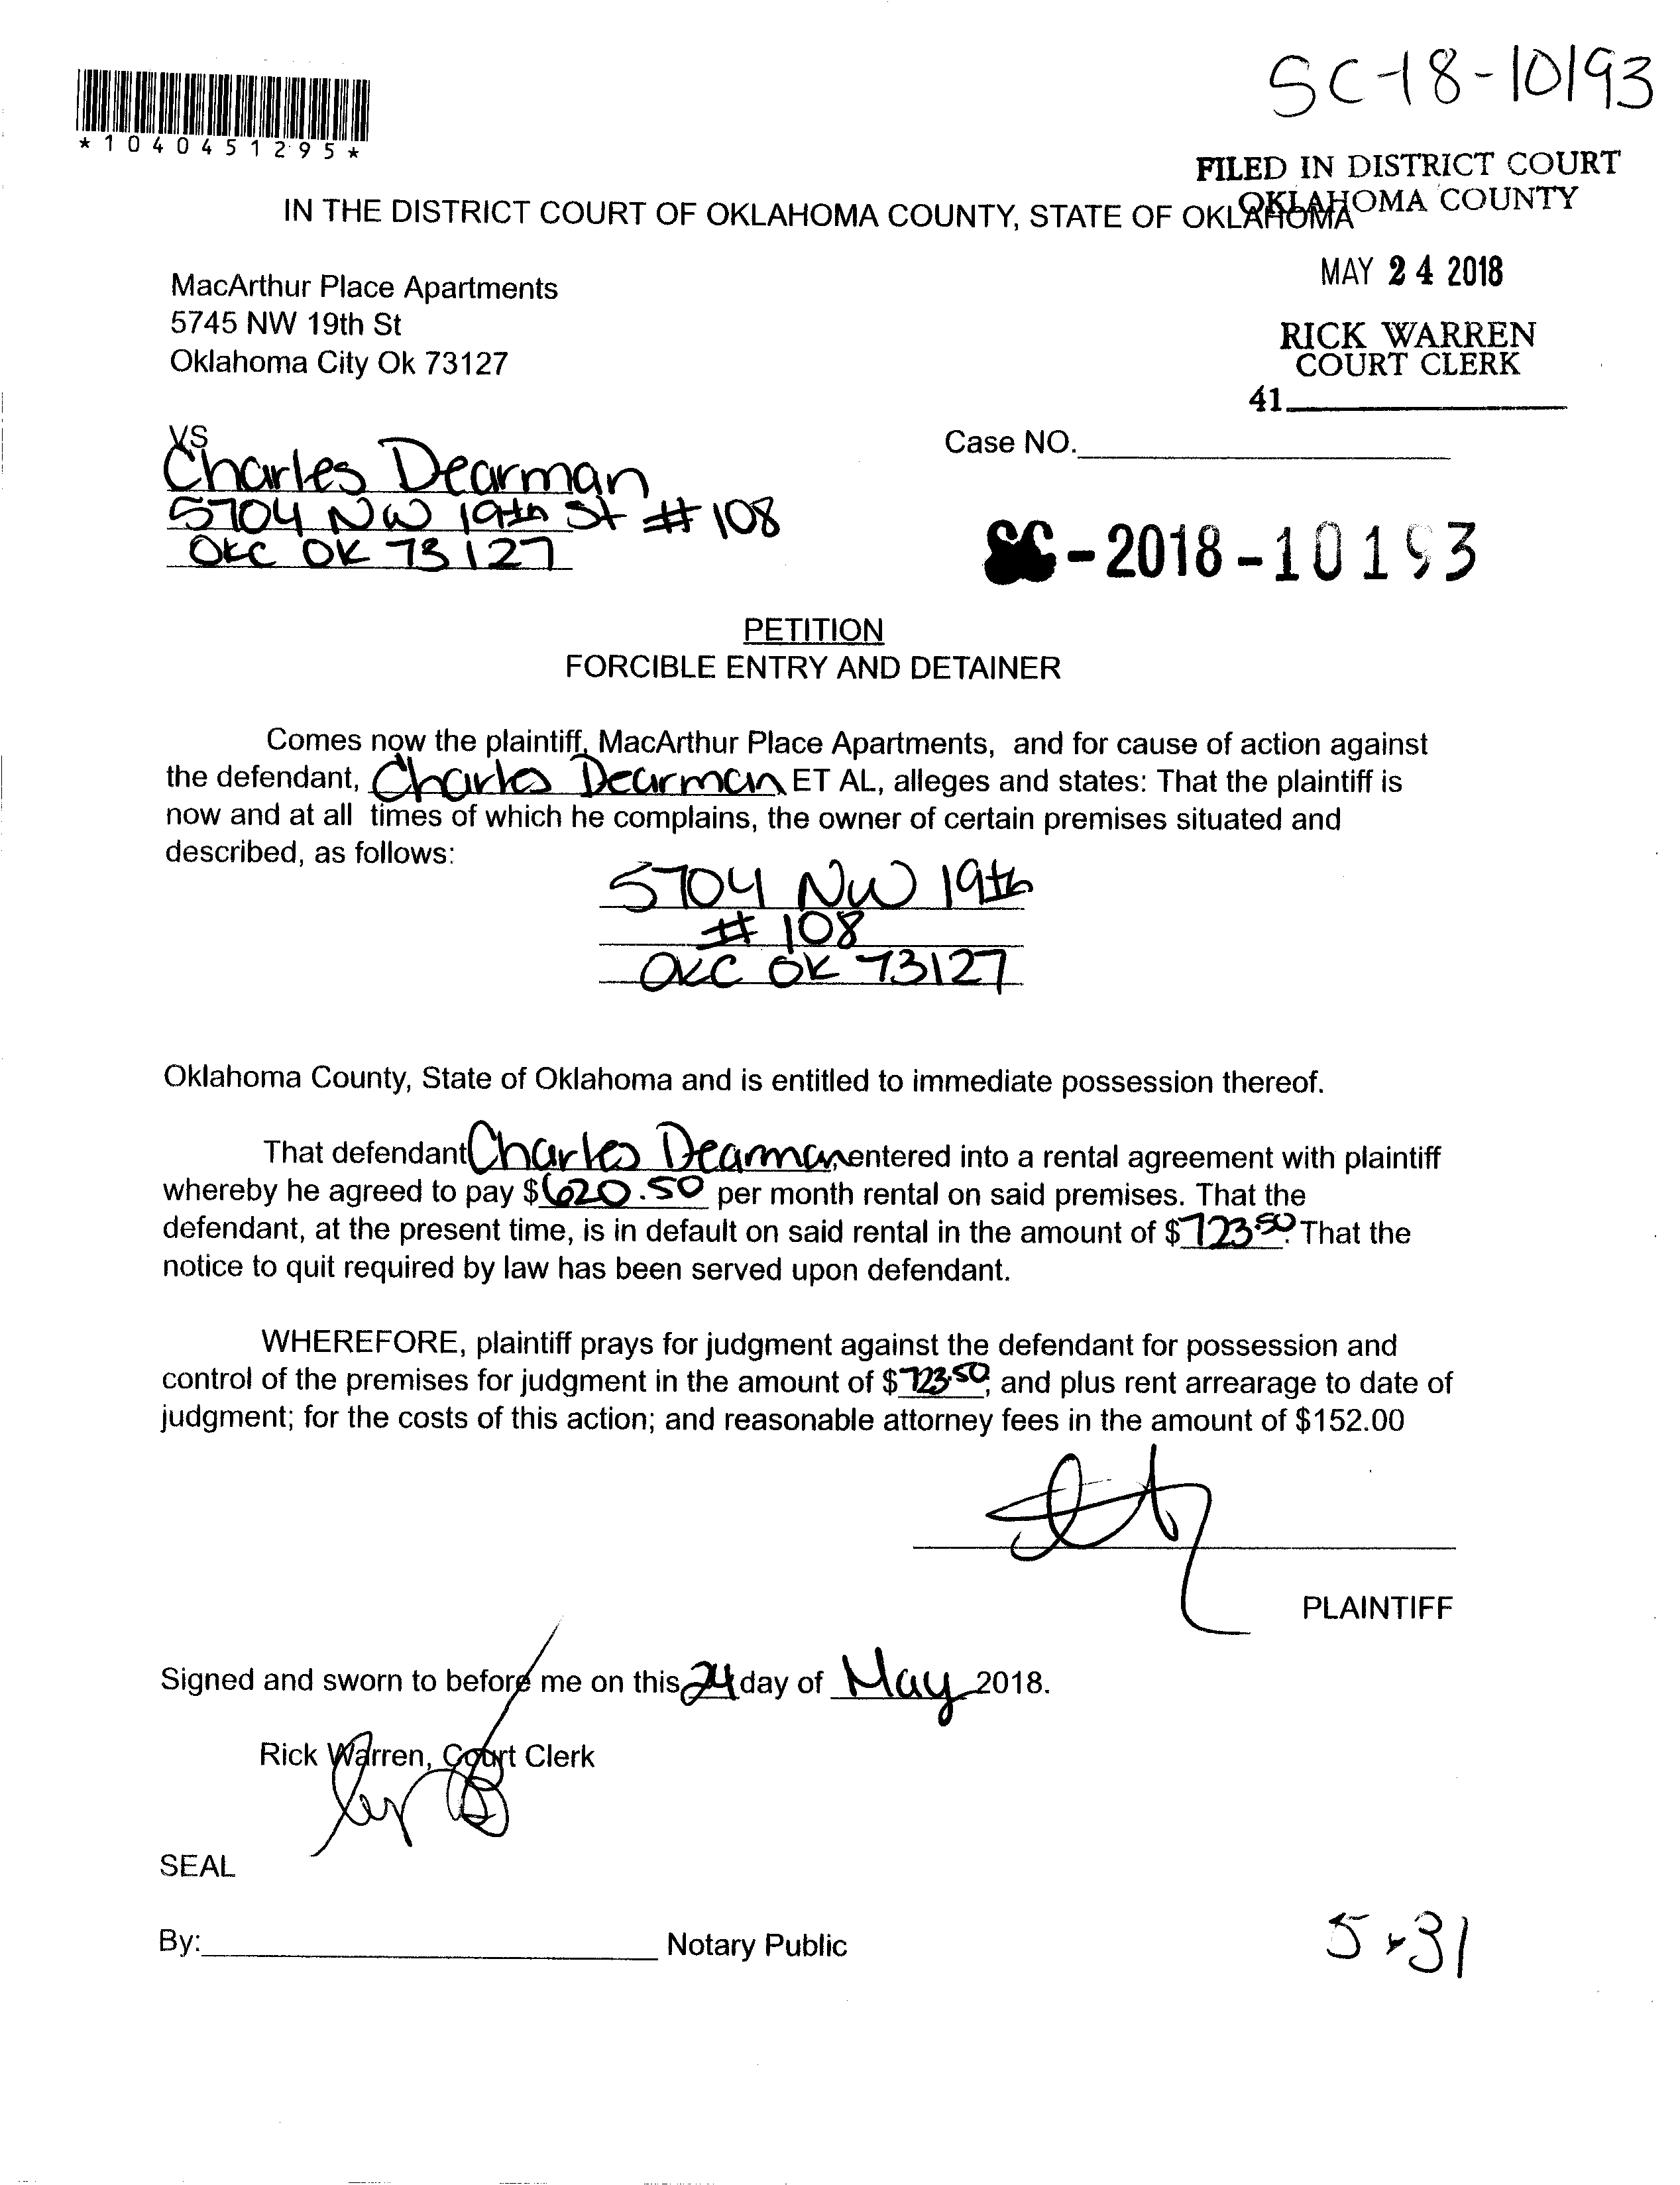 SC-18-10193
*1040451295*
FILED IN DISTRICT COURT
OKLAHOMA COUNTY
IN THE DISTRICT COURT OF OKLAHOMA COUNTY, STATE OF OKLAHOMA
MAY 24 2018
MacArthur Place Apartments
5745 NW 19th St
Oklahoma City Ok 73127
RICK WARREN
COURT CLERK
41
VS
Case NO.
Charles Dearman
5704 NW 19th St # 108
OKC OK 73127
SC-2018-10193
PETITION
FORCIBLE ENTRY AND DETAINER
Comes now the plaintiff, MacArthur Place Apartments, and for cause of action against
the defendant, Charles Dearman ET AL, alleges and states: That the plaintiff is
now and at all times of which he complains, the owner of certain premises situated and
described, as follows:
5704 NW 19th
# 108
OKC OK 73127
Oklahoma County, State of Oklahoma and is entitled to immediate possession thereof.
That defendant Charles Dearman, entered into a rental agreement with plaintiff
whereby he agreed to pay $620.50 per month rental on said premises. That the
defendant, at the present time, is in default on said rental in the amount of $723.50. That the
notice to quit required by law has been served upon defendant.
WHEREFORE, plaintiff prays for judgment against the defendant for possession and
control of the premises for judgment in the amount of $723.50, and plus rent arrearage to date of
judgment; for the costs of this action; and reasonable attorney fees in the amount of $152.00
PLAINTIFF
Signed and sworn to before me on this 24 day of May 2018.
Rick Warren, Court Clerk
SEAL
By: Notary Public
5-31